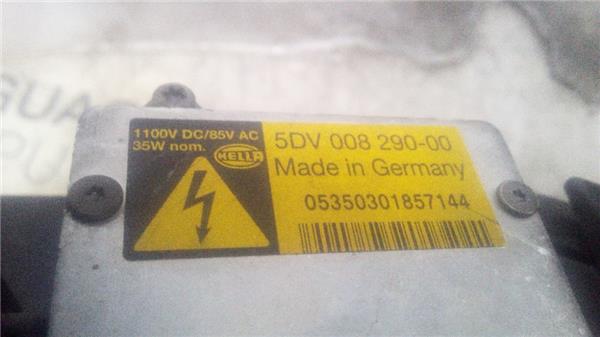 1100V DC/85V AC
35W nom.
HELLA
5DV 008 290-00
Made in Germany
05350301857144